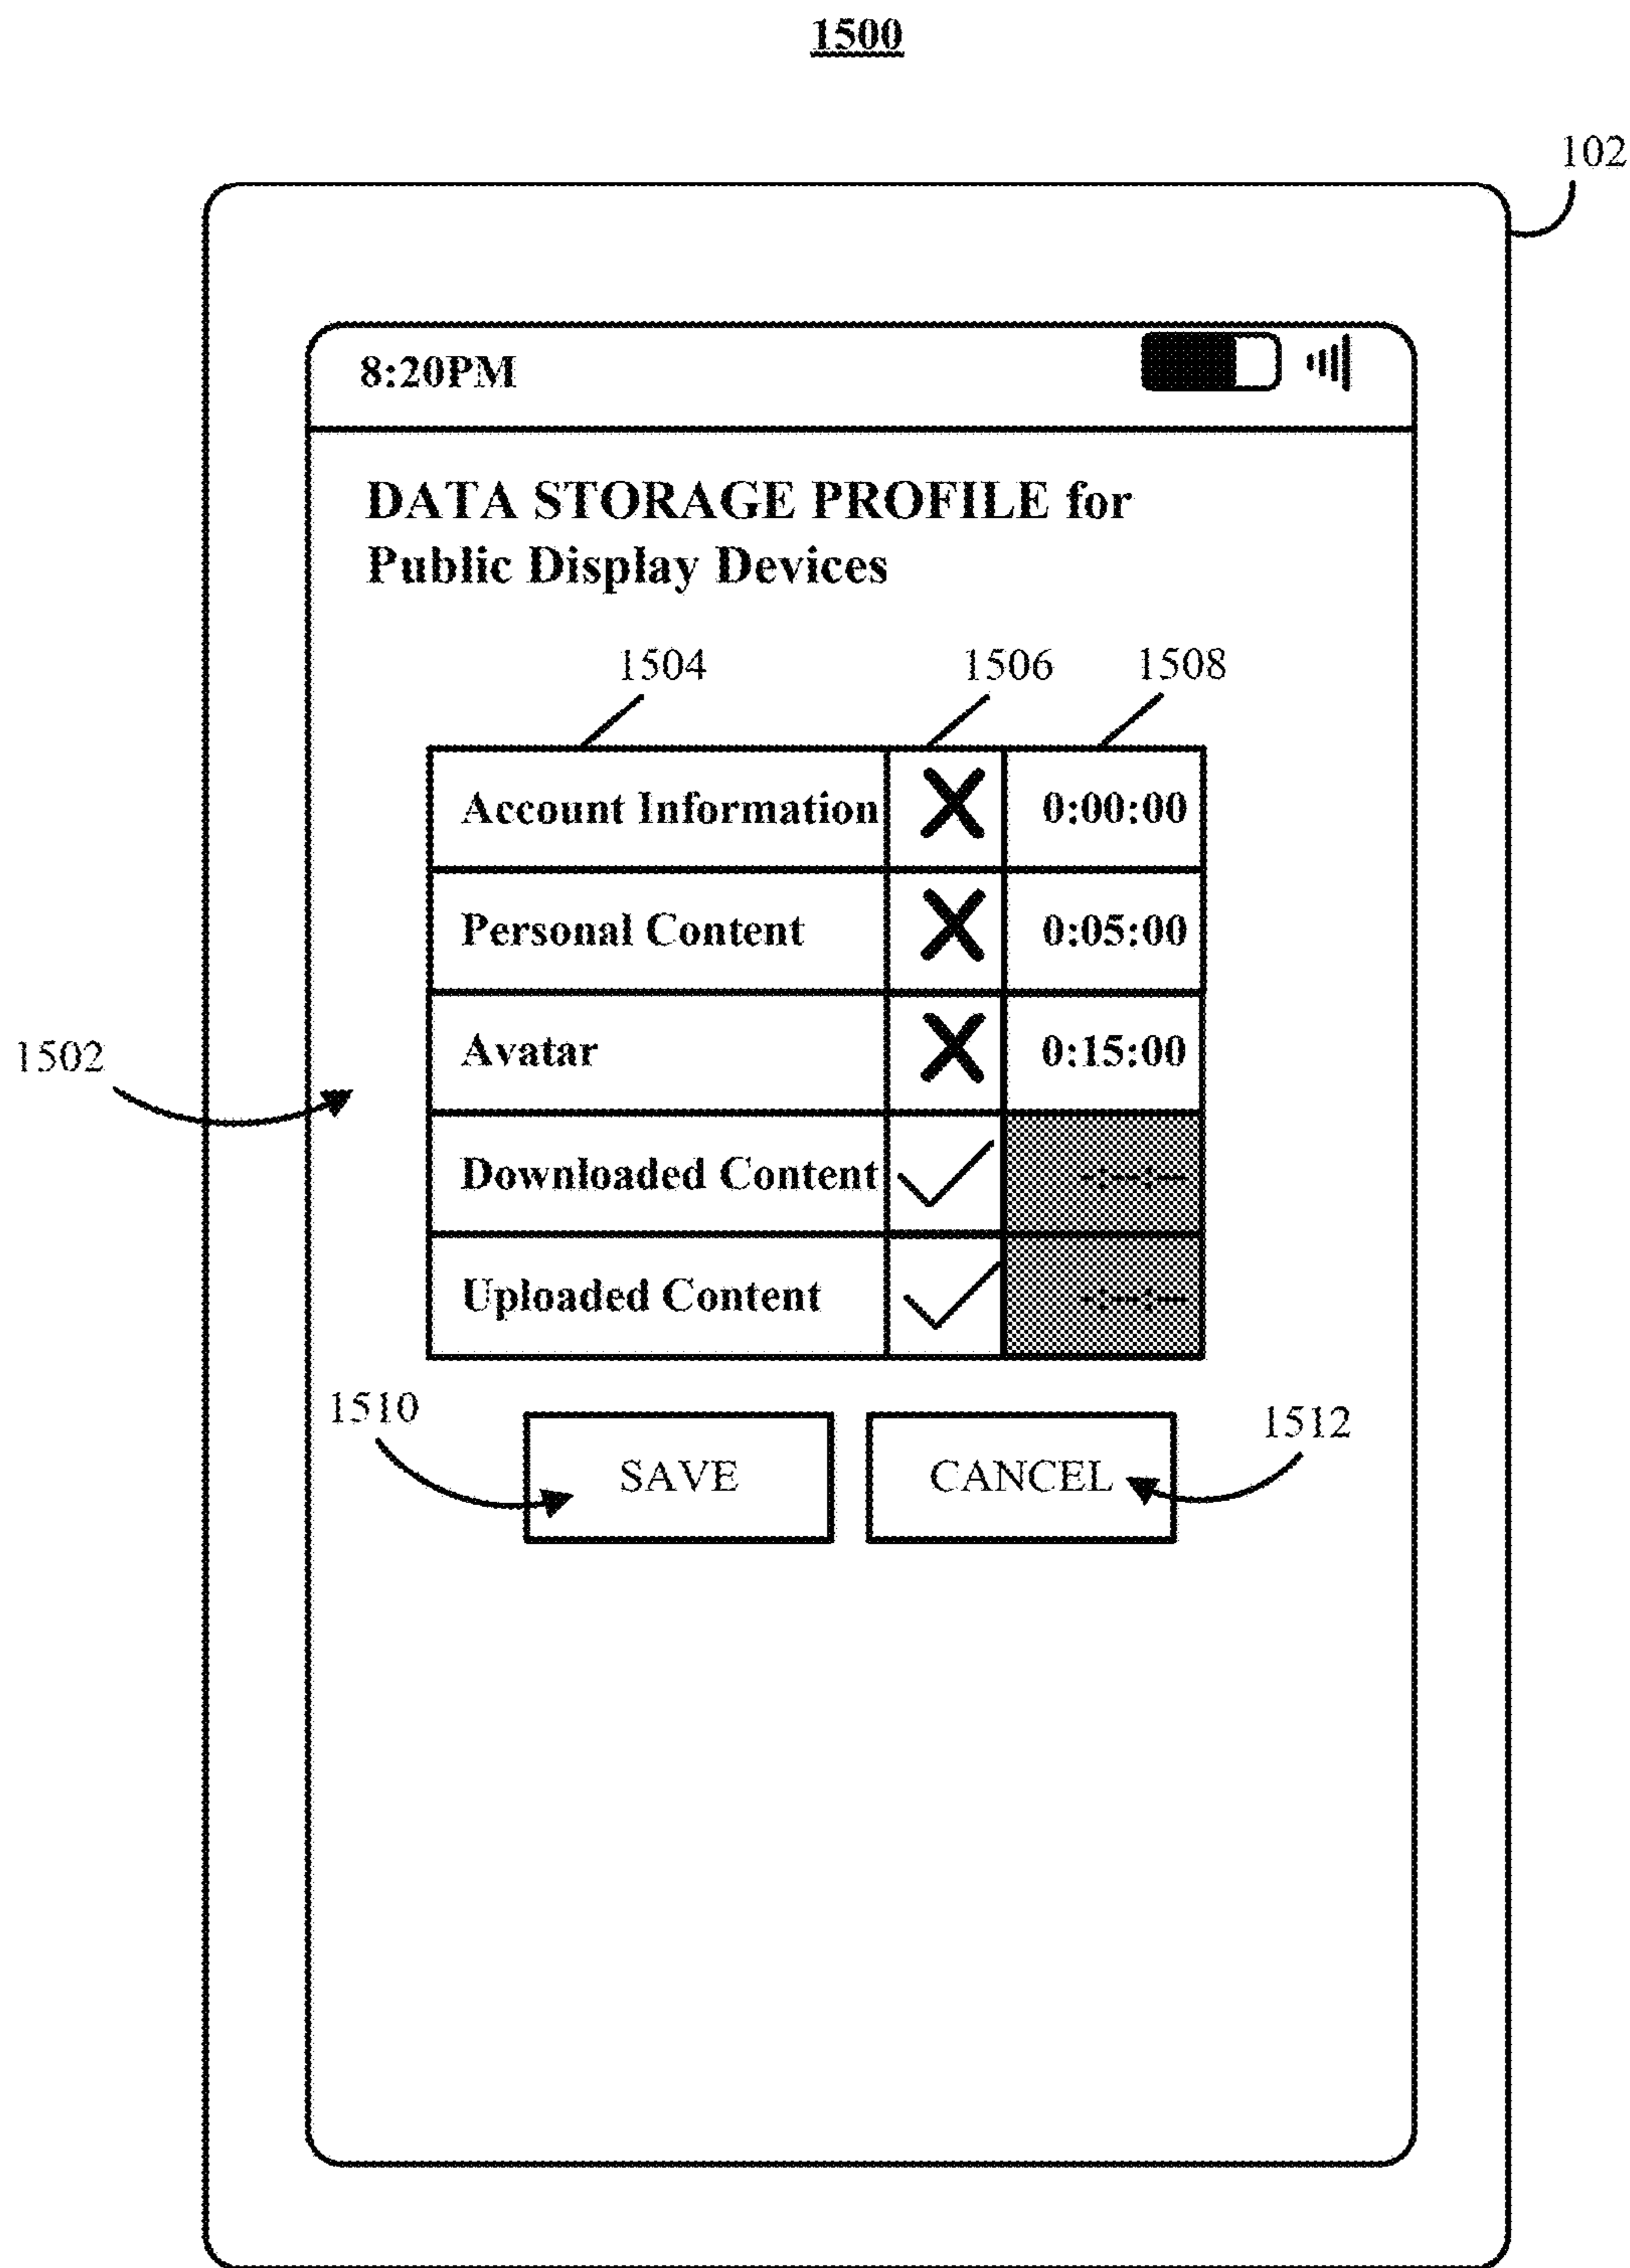 1500
102
8:20PM
DATA STORAGE PROFILE for
Public Display Devices
1504 1506 1508
Account Information 0:00:00
Personal Content 0:05:00
Avatar 0:15:00
1502
Downloaded Content -:--:--
Uploaded Content -:--:--
1510 1512
SAVE CANCEL